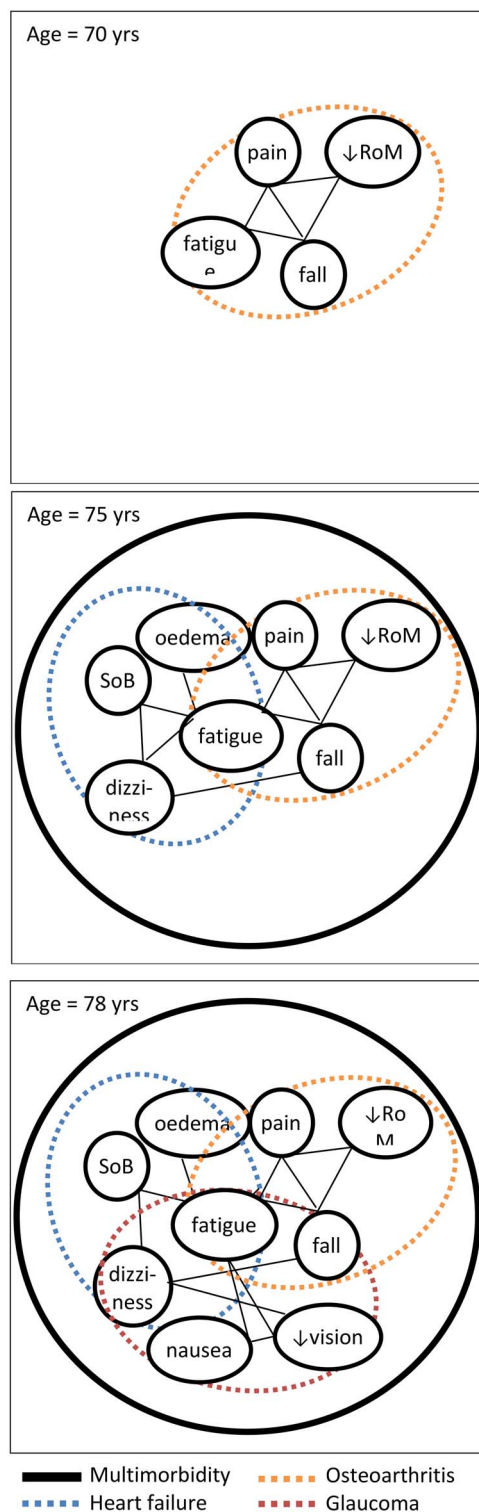 Age = 70 yrs
pain
↓RoM
fatigu
e
fall
Age = 75 yrs
oedema
pain
↓RoM
SoB
fatigue
fall
dizzi-
ness
Age = 78 yrs
oedema
pain
↓Ro
M
SoB
fatigue
fall
dizzi-
ness
nausea
↓vision
Multimorbidity
Osteoarthritis
Heart failure
Glaucoma